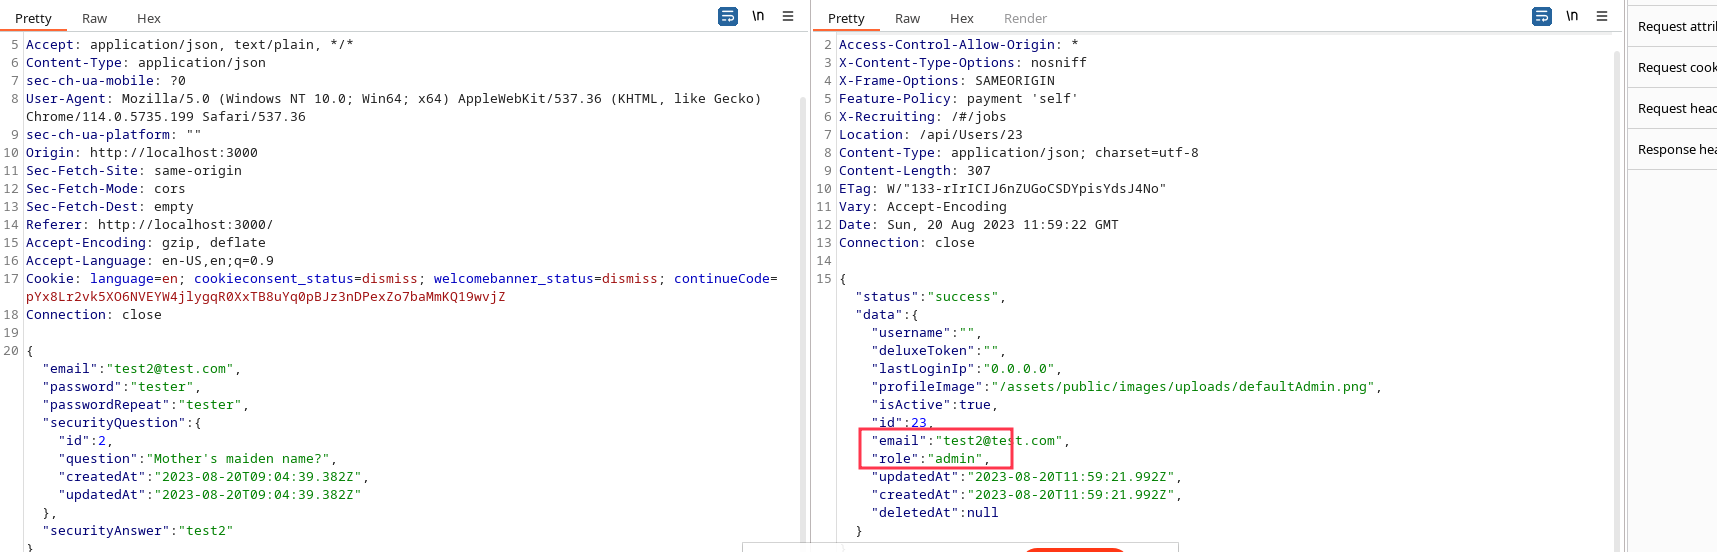 Pretty Raw Hex \n
5 Accept: application/json, text/plain, */*
6 Content-Type: application/json
7 sec-ch-ua-mobile: ?0
8 User-Agent: Mozilla/5.0 (Windows NT 10.0; Win64; x64) AppleWebKit/537.36 (KHTML, like Gecko)
Chrome/114.0.5735.199 Safari/537.36
9 sec-ch-ua-platform: ""
10 Origin: http://localhost:3000
11 Sec-Fetch-Site: same-origin
12 Sec-Fetch-Mode: cors
13 Sec-Fetch-Dest: empty
14 Referer: http://localhost:3000/
15 Accept-Encoding: gzip, deflate
16 Accept-Language: en-US,en;q=0.9
17 Cookie: language=en; cookieconsent_status=dismiss; welcomebanner_status=dismiss; continueCode=
pYx8Lr2vk5XO6NVEYW4jlygqR0XxTB8uYq0pBJz3nDPexZo7baMmKQ19wvjZ
18 Connection: close
19
20 {
"email":"test2@test.com",
"password":"tester",
"passwordRepeat":"tester",
"securityQuestion":{
"id":2,
"question":"Mother's maiden name?",
"createdAt":"2023-08-20T09:04:39.382Z",
"updatedAt":"2023-08-20T09:04:39.382Z"
},
"securityAnswer":"test2"
}
Pretty Raw Hex Render \n
2 Access-Control-Allow-Origin: *
3 X-Content-Type-Options: nosniff
4 X-Frame-Options: SAMEORIGIN
5 Feature-Policy: payment 'self'
6 X-Recruiting: /#/jobs
7 Location: /api/Users/23
8 Content-Type: application/json; charset=utf-8
9 Content-Length: 307
10 ETag: W/"133-rIrICIJ6nZUGoCSDYpisYdsJ4No"
11 Vary: Accept-Encoding
12 Date: Sun, 20 Aug 2023 11:59:22 GMT
13 Connection: close
14
15 {
"status":"success",
"data":{
"username":"",
"deluxeToken":"",
"lastLoginIp":"0.0.0.0",
"profileImage":"/assets/public/images/uploads/defaultAdmin.png",
"isActive":true,
"id":23,
"email":"test2@test.com",
"role":"admin",
"updatedAt":"2023-08-20T11:59:21.992Z",
"createdAt":"2023-08-20T11:59:21.992Z",
"deletedAt":null
}
Request attri
Request cook
Request head
Response hea